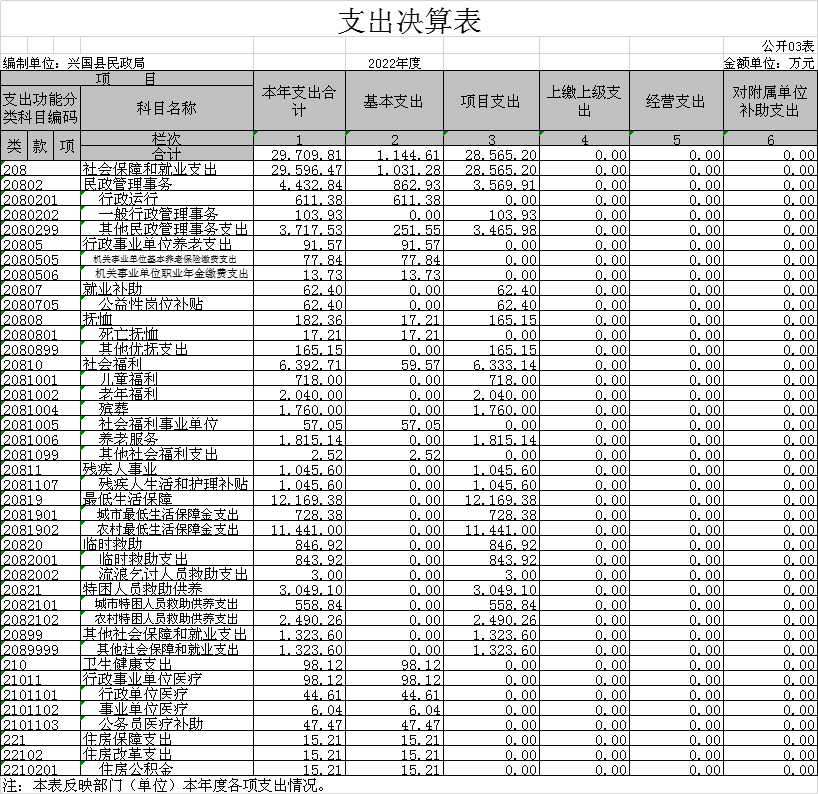 支出决算表
公开03表
编制单位：兴国县民政局 2022年度 金额单位：万元
项 目 本年支出合计 基本支出 项目支出 上缴上级支出 经营支出 对附属单位补助支出
支出功能分类科目编码 科目名称
类 款 项 栏次 1 2 3 4 5 6
合计 29,709.81 1,144.61 28,565.20 0.00 0.00 0.00
208 社会保障和就业支出 29,596.47 1,031.28 28,565.20 0.00 0.00 0.00
20802 民政管理事务 4,432.84 862.93 3,569.91 0.00 0.00 0.00
2080201 行政运行 611.38 611.38 0.00 0.00 0.00 0.00
2080202 一般行政管理事务 103.93 0.00 103.93 0.00 0.00 0.00
2080299 其他民政管理事务支出 3,717.53 251.55 3,465.98 0.00 0.00 0.00
20805 行政事业单位养老支出 91.57 91.57 0.00 0.00 0.00 0.00
2080505 机关事业单位基本养老保险缴费支出 77.84 77.84 0.00 0.00 0.00 0.00
2080506 机关事业单位职业年金缴费支出 13.73 13.73 0.00 0.00 0.00 0.00
20807 就业补助 62.40 0.00 62.40 0.00 0.00 0.00
2080705 公益性岗位补贴 62.40 0.00 62.40 0.00 0.00 0.00
20808 抚恤 182.36 17.21 165.15 0.00 0.00 0.00
2080801 死亡抚恤 17.21 17.21 0.00 0.00 0.00 0.00
2080899 其他优抚支出 165.15 0.00 165.15 0.00 0.00 0.00
20810 社会福利 6,392.71 59.57 6,333.14 0.00 0.00 0.00
2081001 儿童福利 718.00 0.00 718.00 0.00 0.00 0.00
2081002 老年福利 2,040.00 0.00 2,040.00 0.00 0.00 0.00
2081004 殡葬 1,760.00 0.00 1,760.00 0.00 0.00 0.00
2081005 社会福利事业单位 57.05 57.05 0.00 0.00 0.00 0.00
2081006 养老服务 1,815.14 0.00 1,815.14 0.00 0.00 0.00
2081099 其他社会福利支出 2.52 2.52 0.00 0.00 0.00 0.00
20811 残疾人事业 1,045.60 0.00 1,045.60 0.00 0.00 0.00
2081107 残疾人生活和护理补贴 1,045.60 0.00 1,045.60 0.00 0.00 0.00
20819 最低生活保障 12,169.38 0.00 12,169.38 0.00 0.00 0.00
2081901 城市最低生活保障金支出 728.38 0.00 728.38 0.00 0.00 0.00
2081902 农村最低生活保障金支出 11,441.00 0.00 11,441.00 0.00 0.00 0.00
20820 临时救助 846.92 0.00 846.92 0.00 0.00 0.00
2082001 临时救助支出 843.92 0.00 843.92 0.00 0.00 0.00
2082002 流浪乞讨人员救助支出 3.00 0.00 3.00 0.00 0.00 0.00
20821 特困人员救助供养 3,049.10 0.00 3,049.10 0.00 0.00 0.00
2082101 城市特困人员救助供养支出 558.84 0.00 558.84 0.00 0.00 0.00
2082102 农村特困人员救助供养支出 2,490.26 0.00 2,490.26 0.00 0.00 0.00
20899 其他社会保障和就业支出 1,323.60 0.00 1,323.60 0.00 0.00 0.00
2089999 其他社会保障和就业支出 1,323.60 0.00 1,323.60 0.00 0.00 0.00
210 卫生健康支出 98.12 98.12 0.00 0.00 0.00 0.00
21011 行政事业单位医疗 98.12 98.12 0.00 0.00 0.00 0.00
2101101 行政单位医疗 44.61 44.61 0.00 0.00 0.00 0.00
2101102 事业单位医疗 6.04 6.04 0.00 0.00 0.00 0.00
2101103 公务员医疗补助 47.47 47.47 0.00 0.00 0.00 0.00
221 住房保障支出 15.21 15.21 0.00 0.00 0.00 0.00
22102 住房改革支出 15.21 15.21 0.00 0.00 0.00 0.00
2210201 住房公积金 15.21 15.21 0.00 0.00 0.00 0.00
注：本表反映部门（单位）本年度各项支出情况。